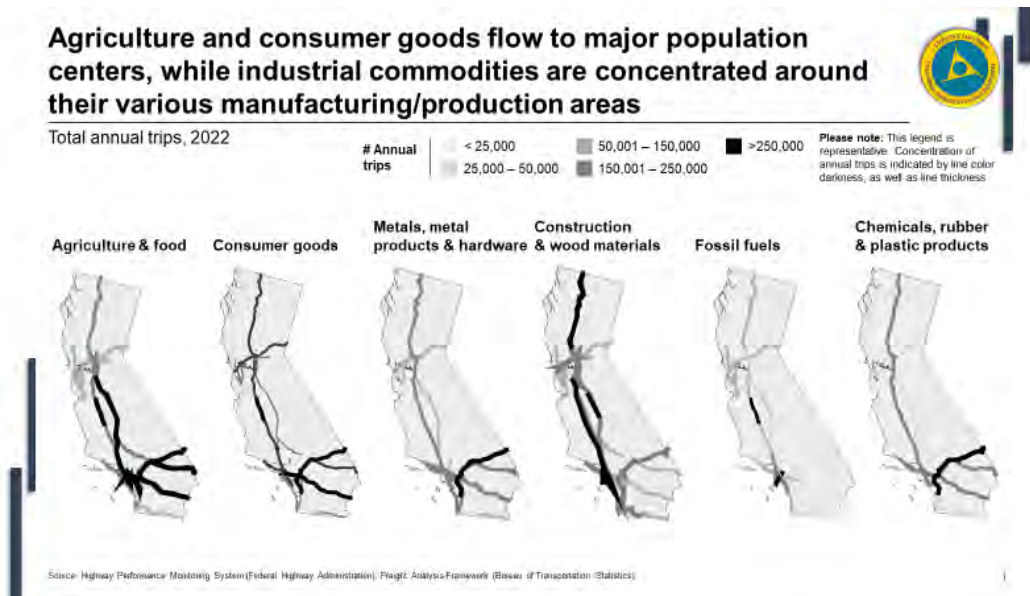 Agriculture and consumer goods flow to major population
centers, while industrial commodities are concentrated around
their various manufacturing/production areas
Total annual trips, 2022
# Annual
trips
< 25,000
25,000 – 50,000
50,001 – 150,000
150,001 – 250,000
>250,000
Please note: This legend is
representative. Concentration of
annual trips is indicated by line color
darkness, as well as line thickness
Agriculture & food
Consumer goods
Metals, metal
products & hardware
Construction
& wood materials
Fossil fuels
Chemicals, rubber
& plastic products
Source: Highway Performance Monitoring System (Federal Highway Administration), Freight Analysis Framework (Bureau of Transportation Statistics)